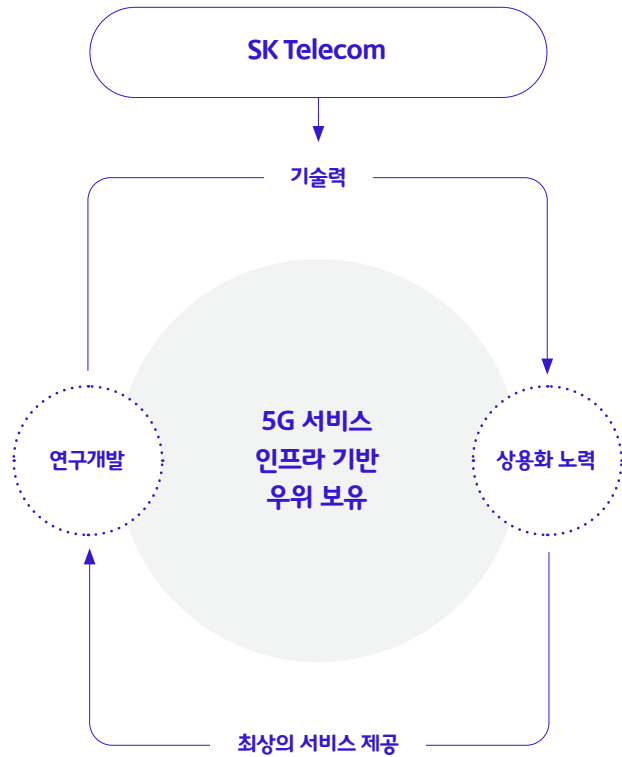 SK Telecom
기술력
5G 서비스
인프라 기반
우위 보유
연구개발
상용화 노력
최상의 서비스 제공